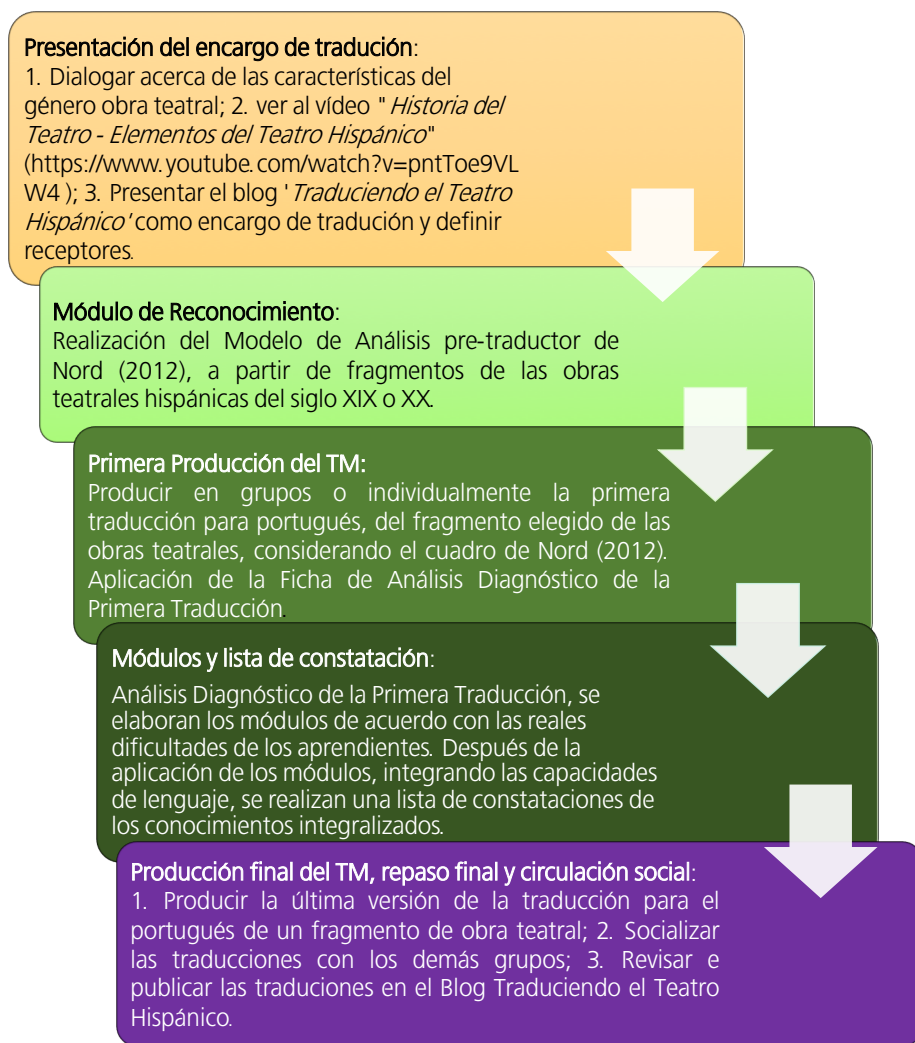 Presentación del encargo de tradución:
1. Dialogar acerca de las características del
género obra teatral; 2. ver al vídeo "Historia del
Teatro - Elementos del Teatro Hispánico"
(https://www.youtube.com/watch?v=pntToe9VL
W4 ); 3. Presentar el blog 'Traduciendo el Teatro
Hispánico' como encargo de tradución y definir
receptores.
Módulo de Reconocimiento:
Realización del Modelo de Análisis pre-traductor de
Nord (2012), a partir de fragmentos de las obras
teatrales hispánicas del siglo XIX o XX.
Primera Producción del TM:
Producir en grupos o individualmente la primera
traducción para portugués, del fragmento elegido de las
obras teatrales, considerando el cuadro de Nord (2012).
Aplicación de la Ficha de Análisis Diagnóstico de la
Primera Traducción.
Módulos y lista de constatación:
Análisis Diagnóstico de la Primera Traducción, se
elaboran los módulos de acuerdo con las reales
dificultades de los aprendientes. Después de la
aplicación de los módulos, integrando las capacidades
de lenguaje, se realizan una lista de constataciones de
los conocimientos integralizados.
Producción final del TM, repaso final y circulación social:
1. Producir la última versión de la traducción para el
portugués de un fragmento de obra teatral; 2. Socializar
las traducciones con los demás grupos; 3. Revisar e
publicar las traduciones en el Blog Traduciendo el Teatro
Hispánico.